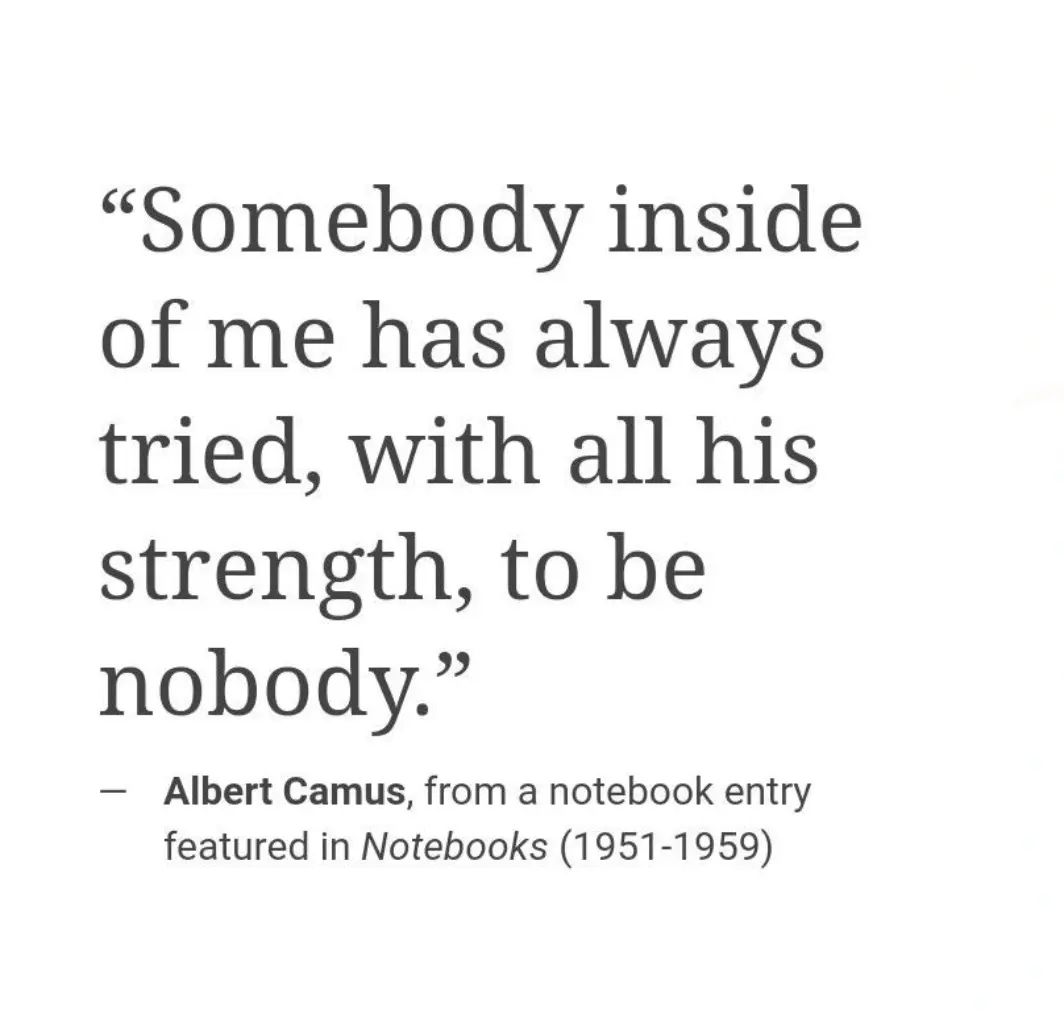 “Somebody inside
of me has always
tried, with all his
strength, to be
nobody.”
— Albert Camus, from a notebook entry
featured in Notebooks (1951-1959)